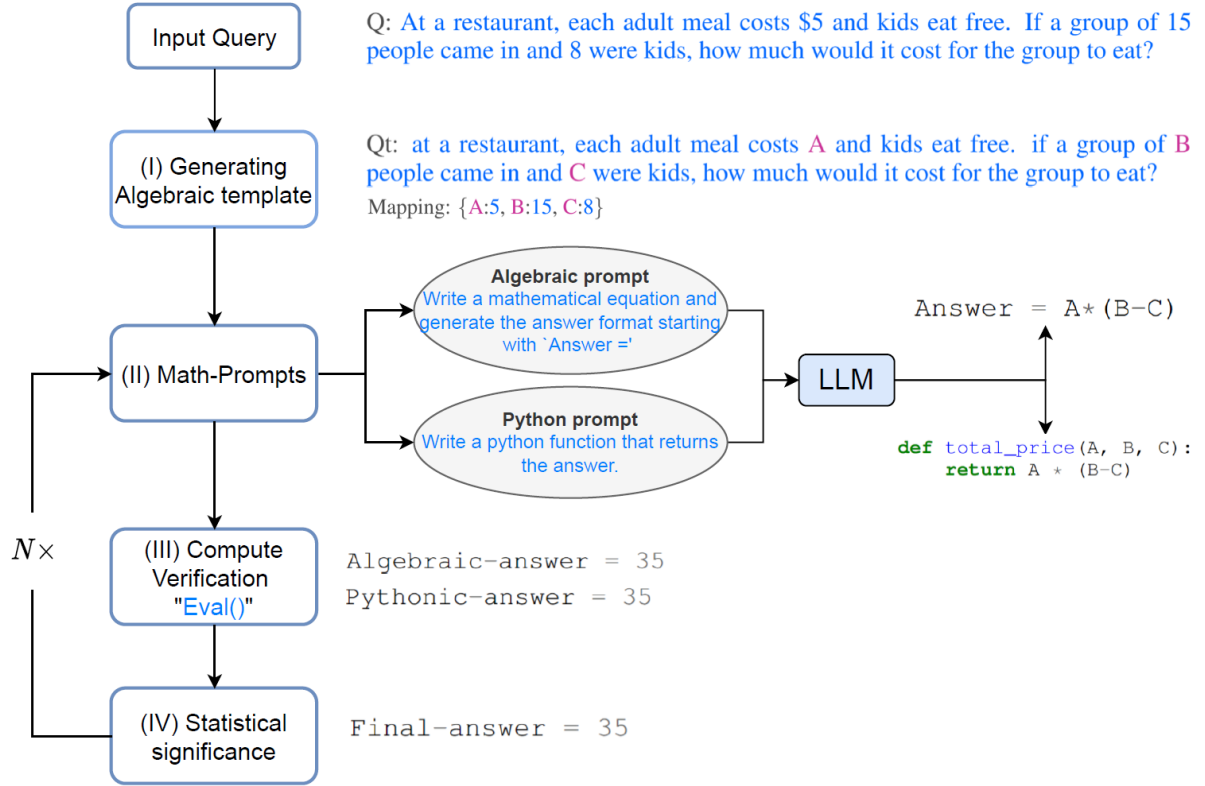 Input Query
Q: At a restaurant, each adult meal costs $5 and kids eat free. If a group of 15
people came in and 8 were kids, how much would it cost for the group to eat?
(I) Generating
Algebraic template
Qt: at a restaurant, each adult meal costs A and kids eat free. if a group of B
people came in and C were kids, how much would it cost for the group to eat?
Mapping: {A:5, B:15, C:8}
(II) Math-Prompts
Algebraic prompt
Write a mathematical equation and
generate the answer format starting
with `Answer ='
Python prompt
Write a python function that returns
the answer.
LLM
Answer = A*(B-C)
def total_price(A, B, C):
    return A * (B-C)
N×
(III) Compute
Verification
"Eval()"
Algebraic-answer = 35
Pythonic-answer = 35
(IV) Statistical
significance
Final-answer = 35